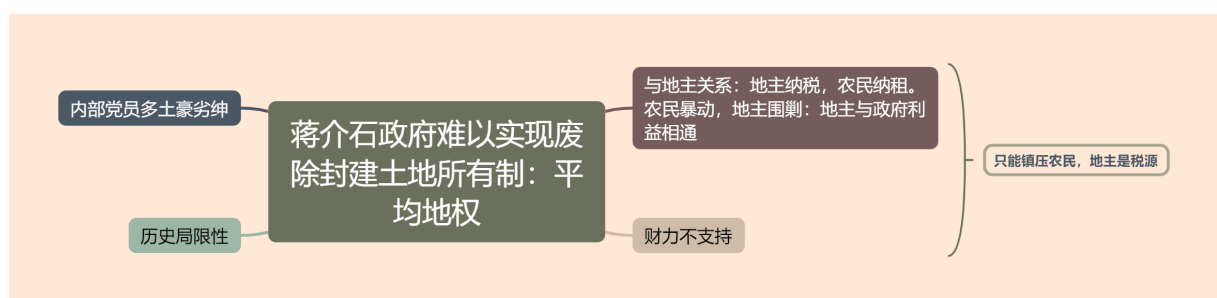 内部党员多土豪劣绅
历史局限性
蒋介石政府难以实现废
除封建土地所有制：平
均地权
与地主关系：地主纳税，农民纳租。
农民暴动，地主围剿：地主与政府利
益相通
财力不支持
只能镇压农民，地主是税源